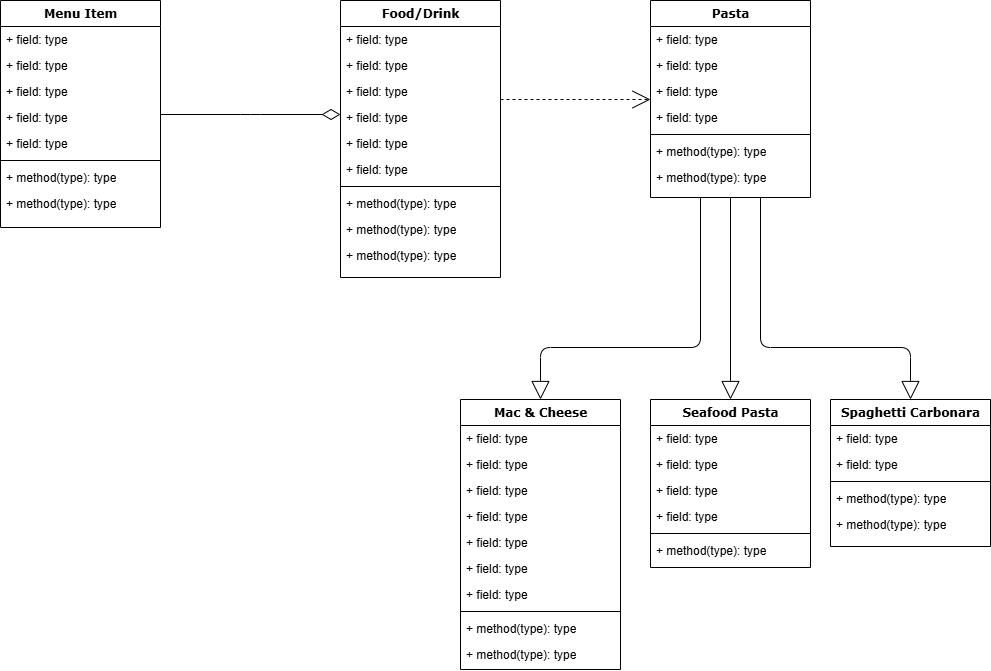 Menu Item
+ field: type
+ field: type
+ field: type
+ field: type
+ field: type
+ method(type): type
+ method(type): type
Food/Drink
+ field: type
+ field: type
+ field: type
+ field: type
+ field: type
+ field: type
+ method(type): type
+ method(type): type
+ method(type): type
Pasta
+ field: type
+ field: type
+ field: type
+ field: type
+ method(type): type
+ method(type): type
Mac & Cheese
+ field: type
+ field: type
+ field: type
+ field: type
+ field: type
+ field: type
+ field: type
+ method(type): type
+ method(type): type
Seafood Pasta
+ field: type
+ field: type
+ field: type
+ field: type
+ method(type): type
Spaghetti Carbonara
+ field: type
+ field: type
+ method(type): type
+ method(type): type